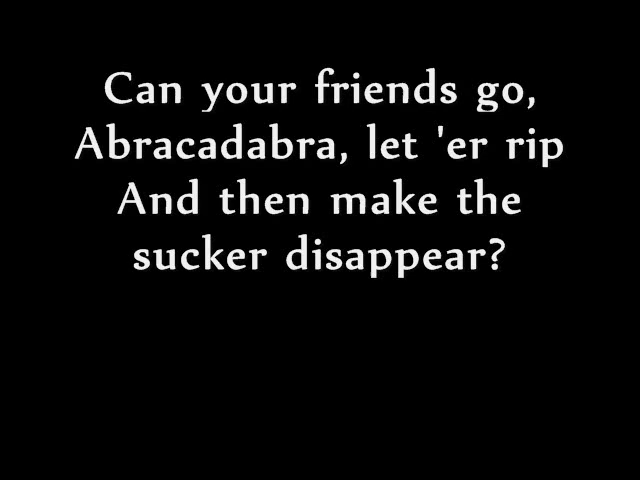 Can your friends go,
Abracadabra, let 'er rip
And then make the
sucker disappear?